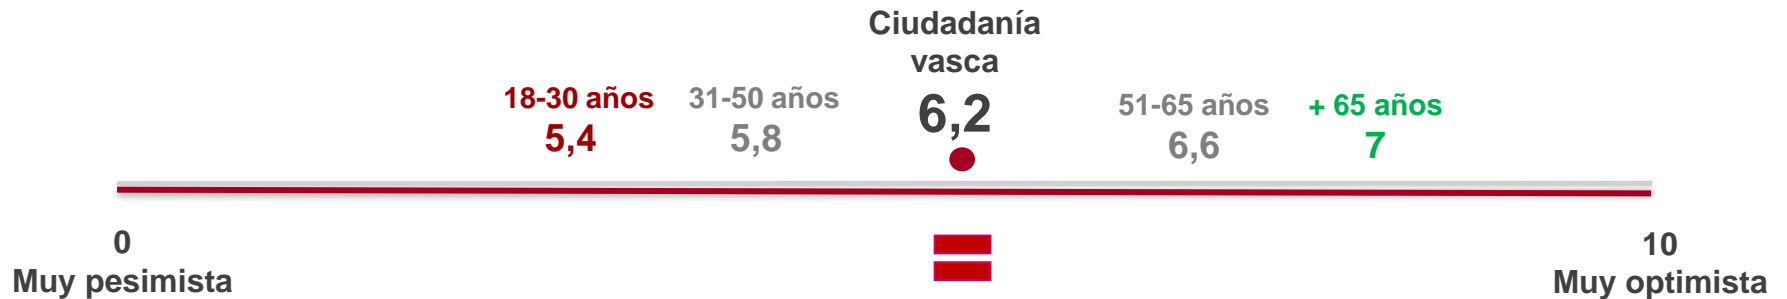 Ciudadanía
vasca
6,2
18-30 años
5,4
31-50 años
5,8
51-65 años
6,6
+ 65 años
7
0
Muy pesimista
10
Muy optimista